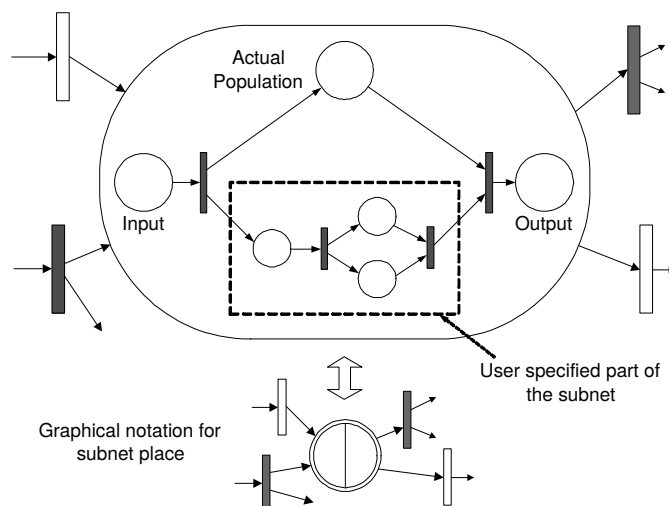 Actual
Population
Input
Output
User specified part of
the subnet
Graphical notation for
subnet place